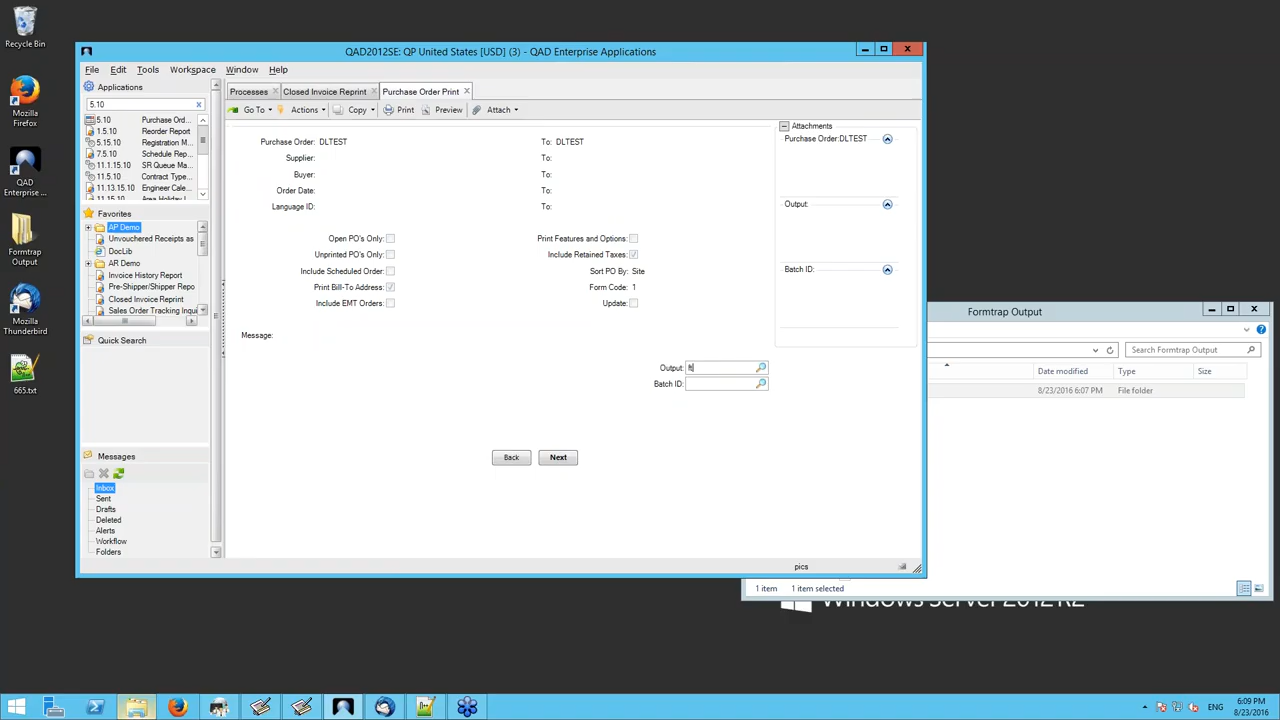 Recycle Bin
Mozilla
Firefox
QAD
Enterprise ...
Formtrap
Output
Mozilla
Thunderbird
665.txt
QAD2012SE: QP United States [USD] (3) - QAD Enterprise Applications
File Edit Tools Workspace Window Help
Applications
5.10
5.10 Purchase Ord...
1.5.10 Reorder Report
5.15.10 Registration M...
7.5.10 Schedule Rep...
11.1.15.10 SR Queue Ma...
11.5.10 Contract Type...
11.13.15.10 Engineer Cale...
11.15.10 Area Holiday L
Favorites
AP Demo
Unvouchered Receipts as
DocLib
AR Demo
Invoice History Report
Pre-Shipper/Shipper Repo
Closed Invoice Reprint
Sales Order Tracking Inqui
Quick Search
Messages
Inbox
Sent
Drafts
Deleted
Alerts
Workflow
Folders
Processes Closed Invoice Reprint Purchase Order Print
Go To Actions Copy Print Preview Attach
Purchase Order: DLTEST To: DLTEST
Supplier: To:
Buyer: To:
Order Date: To:
Language ID: To:
Open PO's Only: Print Features and Options:
Unprinted PO's Only: Include Retained Taxes:
Include Scheduled Order: Sort PO By: Site
Print Bill-To Address: Form Code: 1
Include EMT Orders: Update:
Message:
Output: ft
Batch ID:
Back Next
Attachments
Purchase Order:DLTEST
Output:
Batch ID:
pics
Formtrap Output
Search Formtrap Output
Date modified Type Size
8/23/2016 6:07 PM File folder
1 item 1 item selected
Windows Server 2012 R2
ENG
6:09 PM
8/23/2016